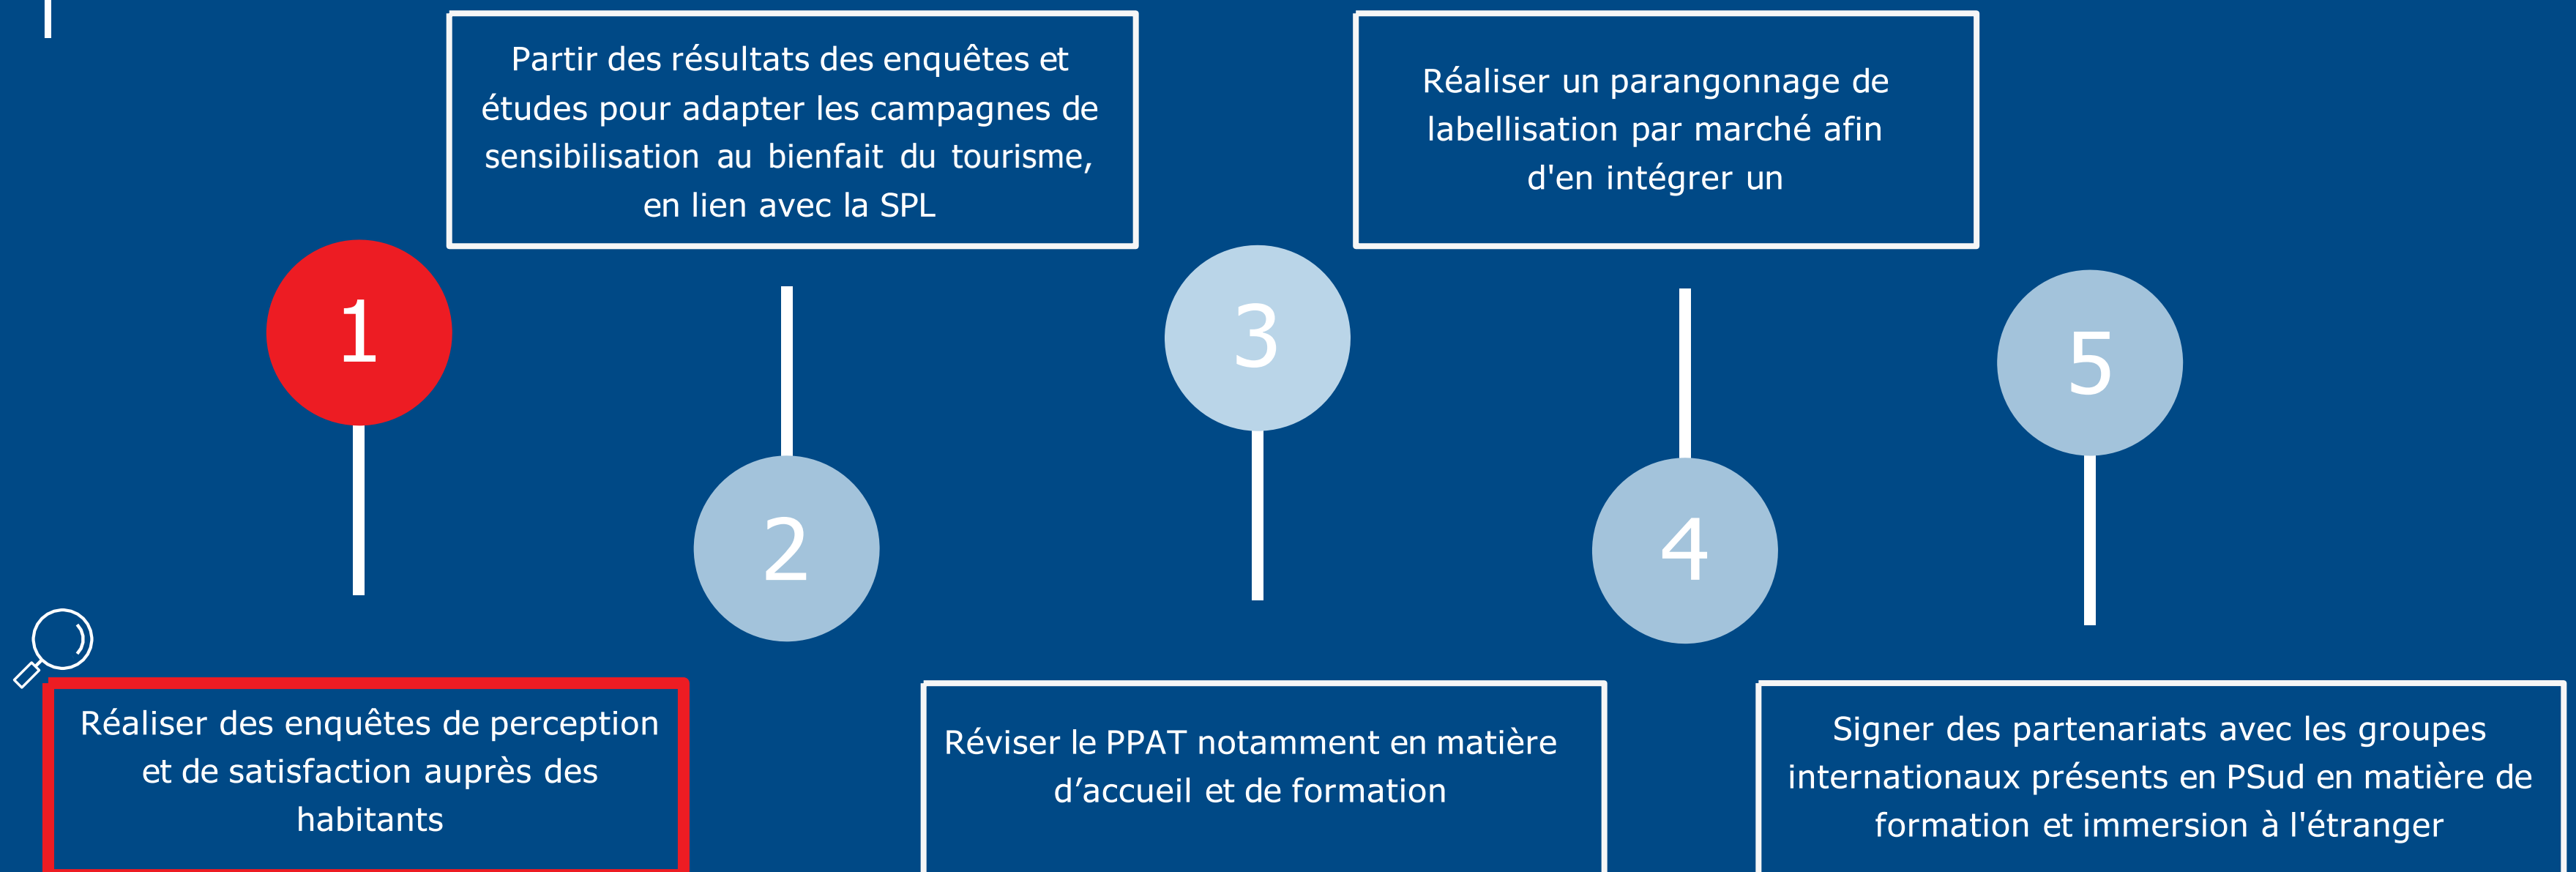 Partir des résultats des enquêtes et
études pour adapter les campagnes de
sensibilisation au bienfait du tourisme,
en lien avec la SPL
Réaliser un parangonnage de
labellisation par marché afin
d'en intégrer un
1
2
3
4
5
Réaliser des enquêtes de perception
et de satisfaction auprès des
habitants
Réviser le PPAT notamment en matière
d’accueil et de formation
Signer des partenariats avec les groupes
internationaux présents en PSud en matière de
formation et immersion à l'étranger